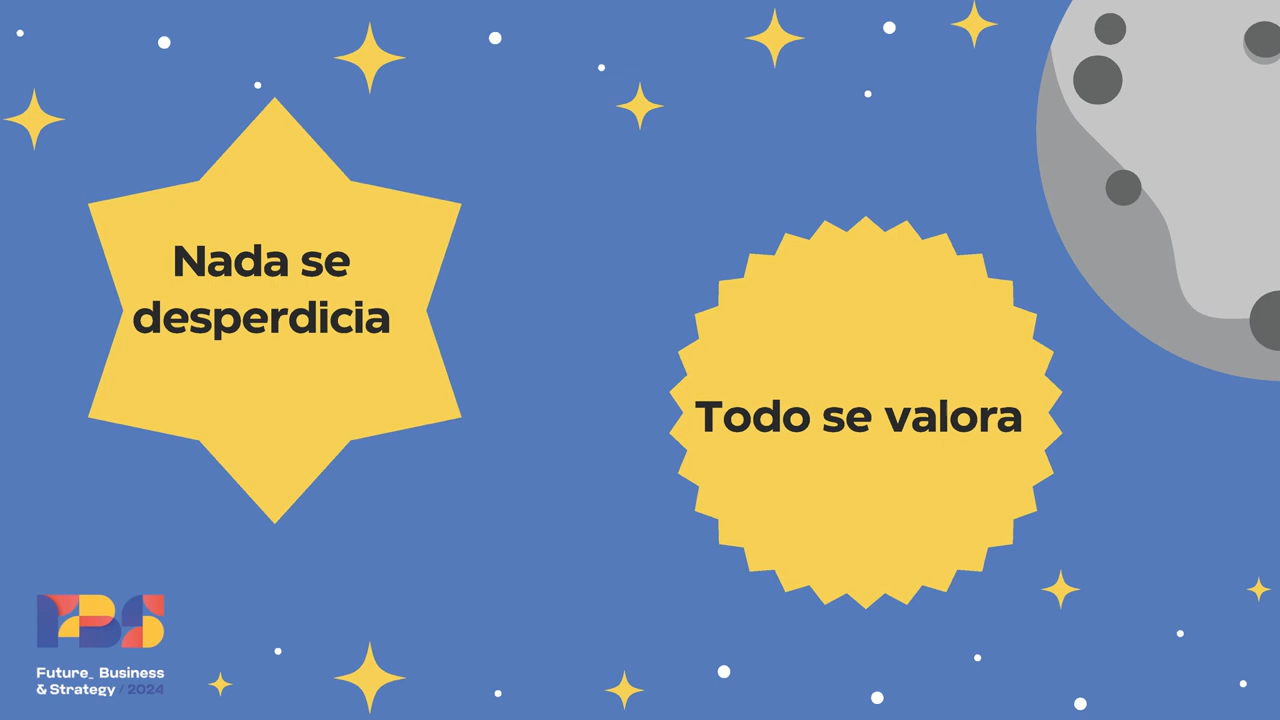 Nada se
desperdicia
Todo se valora
FBS
Future_ Business
& Strategy / 2024